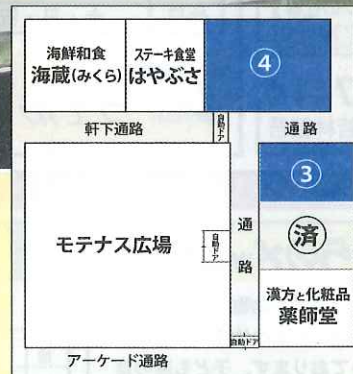 海鮮和食
海蔵(みくら)
ステーキ食堂
はやぶさ
④
軒下通路
自動ドア
通路
③
モテナス広場
自動ドア
通路
済
漢方と化粧品
薬師堂
自動ドア
アーケード通路